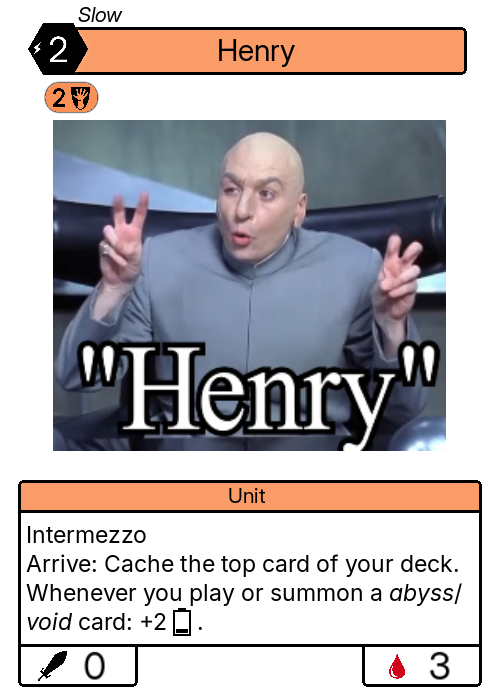 Slow
2
Henry
2
"Henry"
Unit
Intermezzo
Arrive: Cache the top card of your deck.
Whenever you play or summon a abyss/
void card: +2 .
0
3